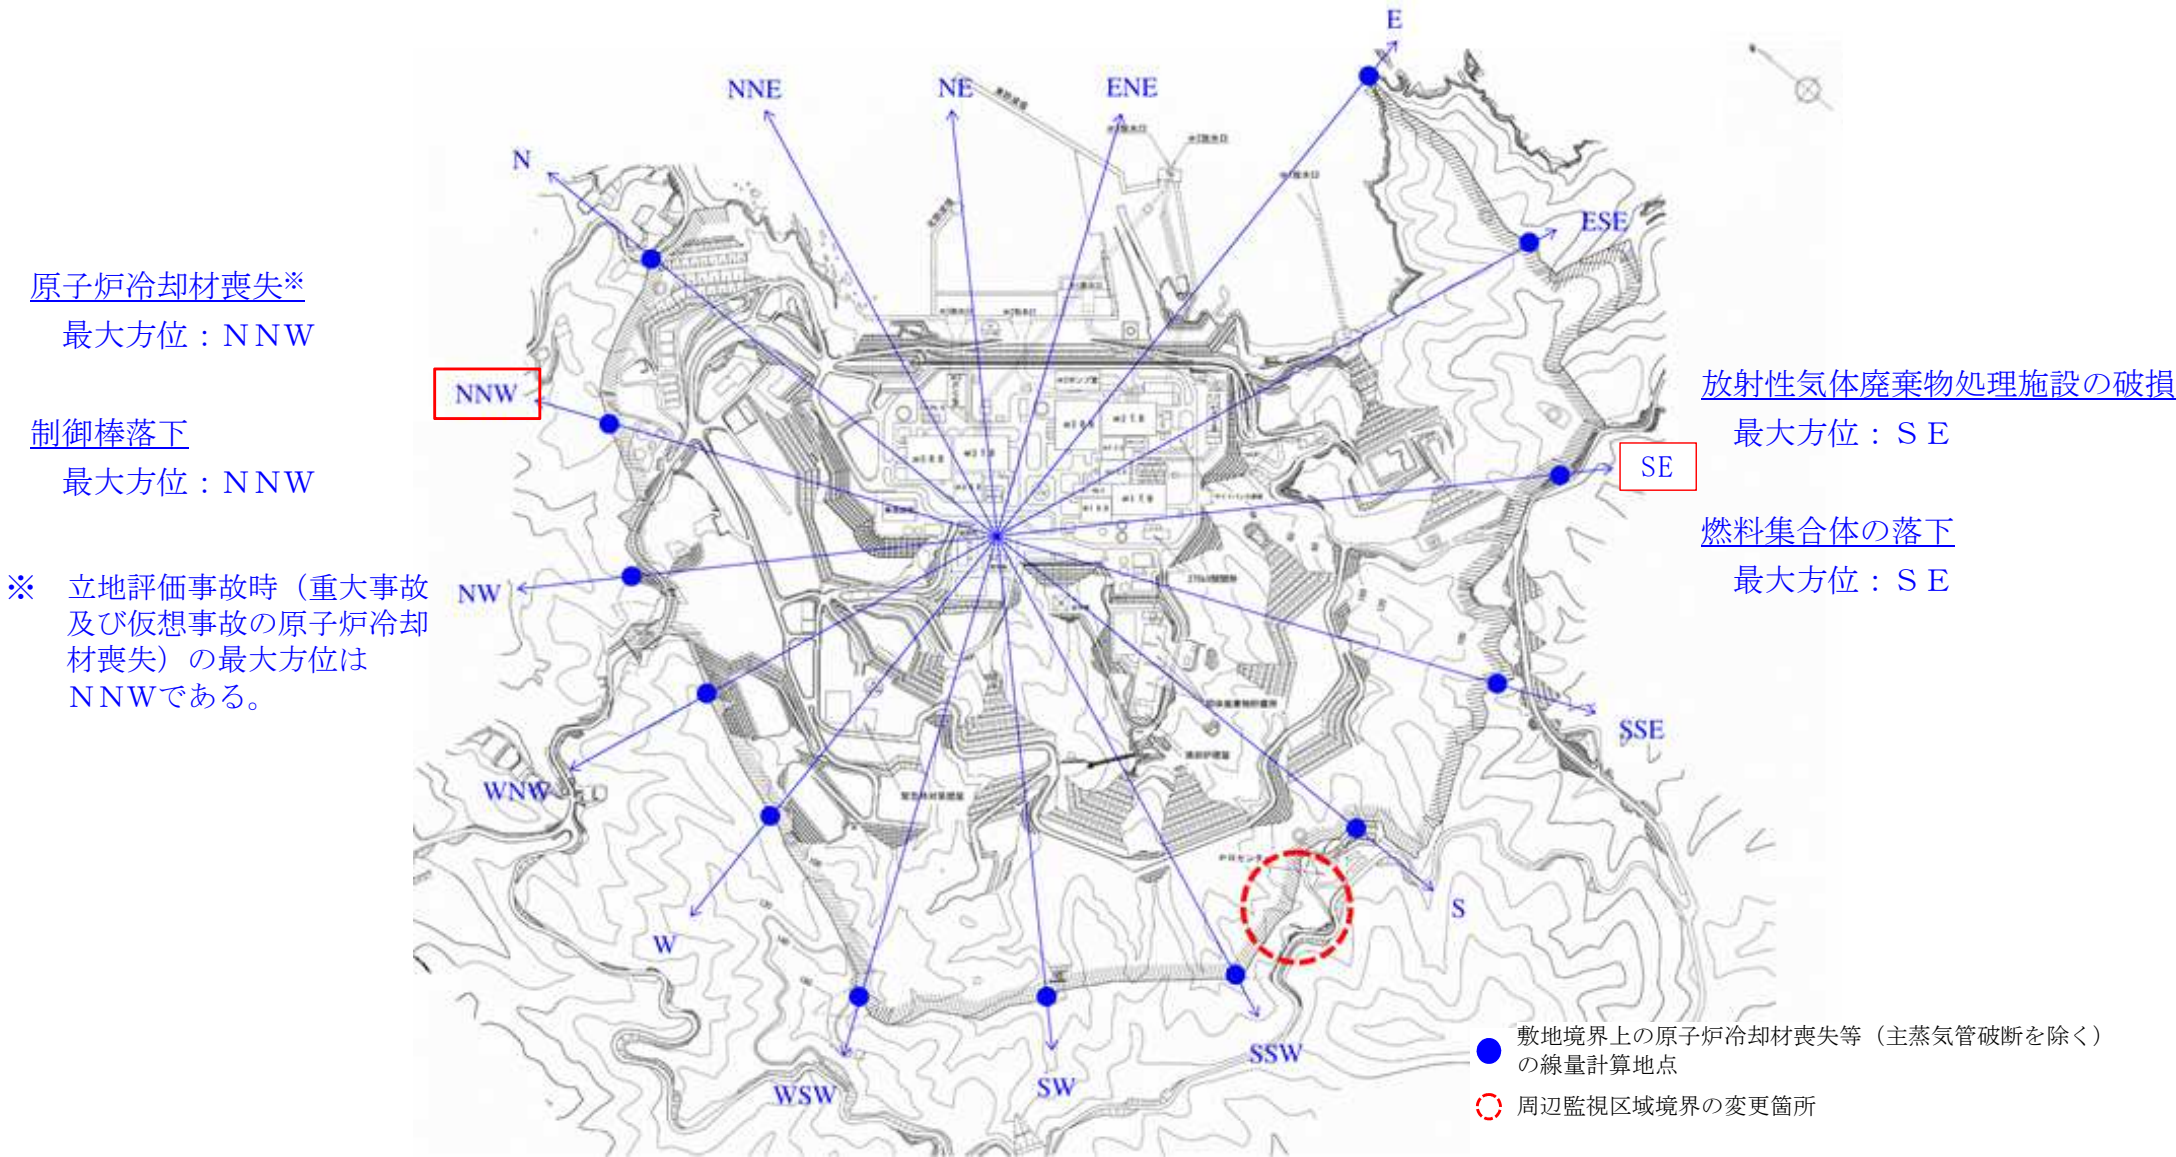 E
NNE
NE
ENE
N
ESE
原子炉冷却材喪失※
最大方位：ＮＮＷ
NNW
制御棒落下
最大方位：ＮＮＷ
放射性気体廃棄物処理施設の破損
最大方位：ＳＥ
SE
燃料集合体の落下
最大方位：ＳＥ
※　立地評価事故時（重大事故
及び仮想事故の原子炉冷却
材喪失）の最大方位は
ＮＮＷである。
NW
SSE
WNW
W
S
WSW
SW
SSW
敷地境界上の原子炉冷却材喪失等（主蒸気管破断を除く）
の線量計算地点
周辺監視区域境界の変更箇所